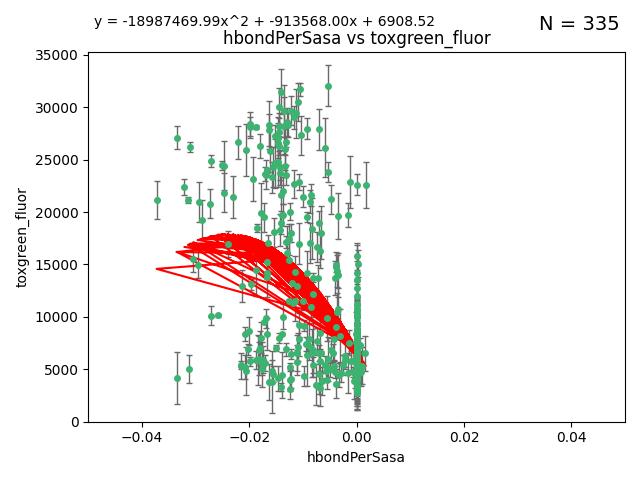 y = -18987469.99x^2 + -913568.00x + 6908.52
N = 335
hbondPerSasa vs toxgreen_fluor
35000
30000
25000
20000
15000
10000
5000
0
toxgreen_fluor
−0.04
−0.02
0.00
0.02
0.04
hbondPerSasa